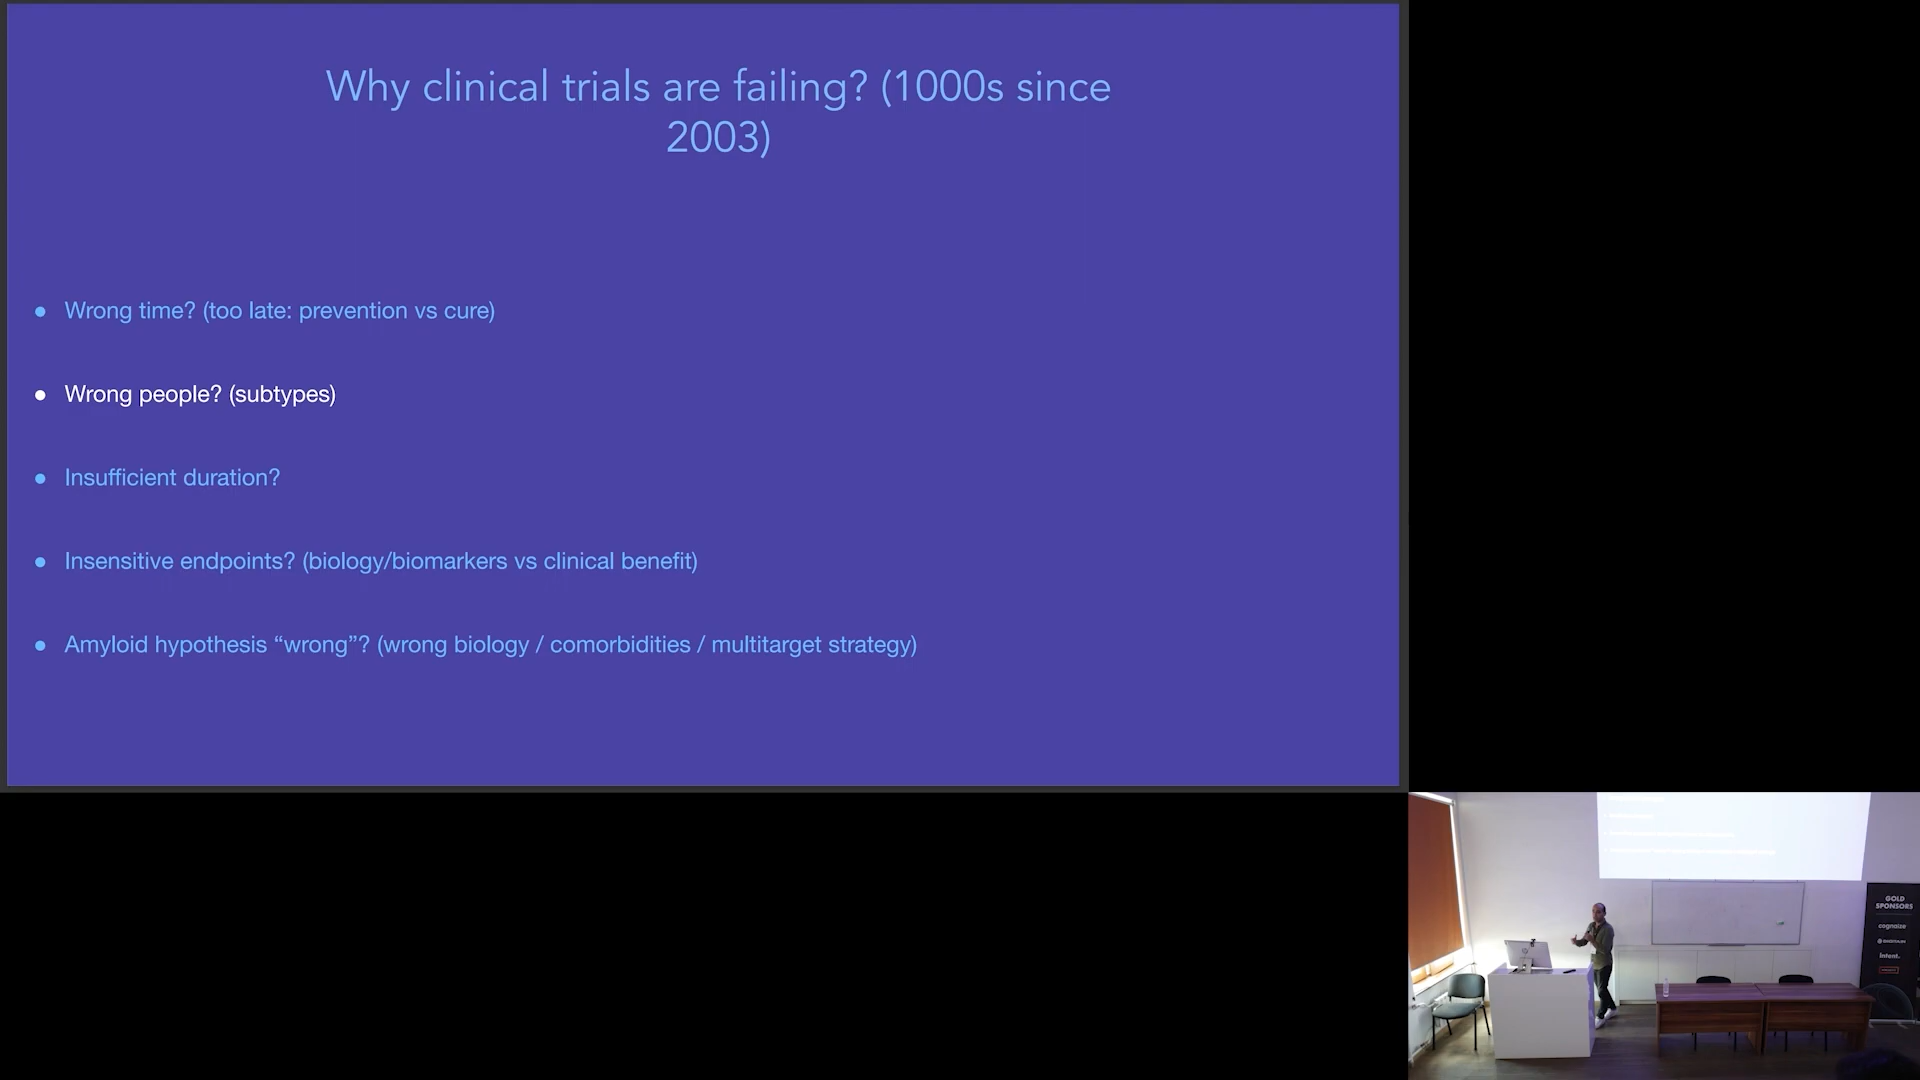 Why clinical trials are failing? (1000s since
2003)
● Wrong time? (too late: prevention vs cure)
● Wrong people? (subtypes)
● Insufficient duration?
● Insensitive endpoints? (biology/biomarkers vs clinical benefit)
● Amyloid hypothesis “wrong”? (wrong biology / comorbidities / multitarget strategy)
GOLD
SPONSORS
cognaize
intent.